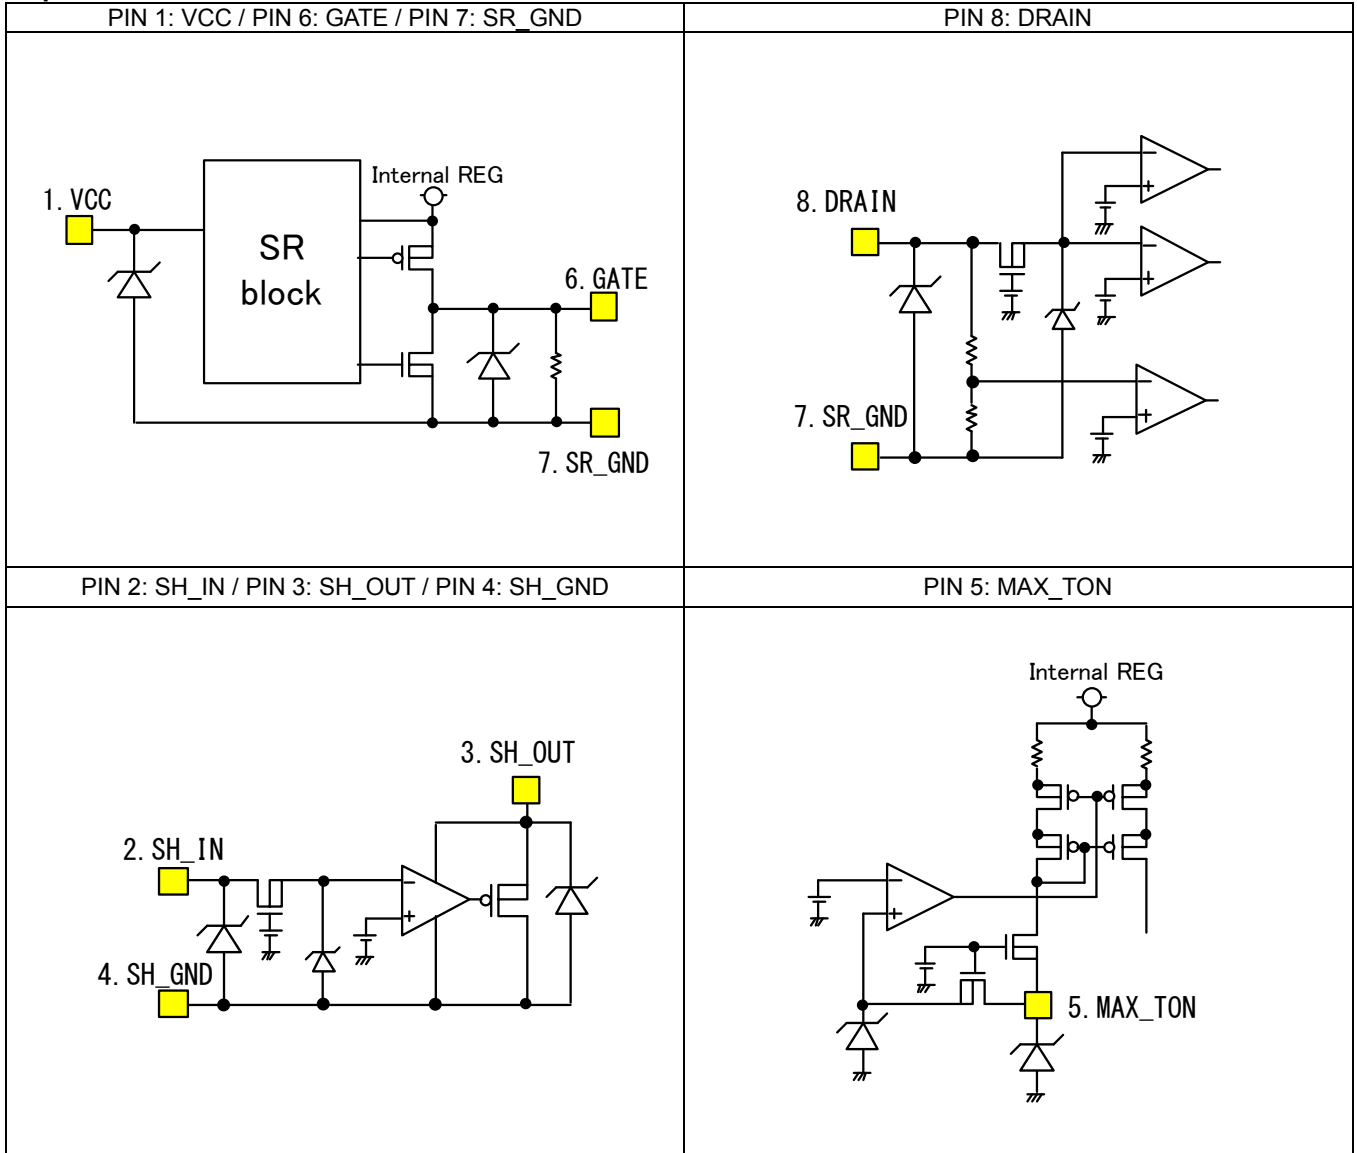 PIN 1: VCC / PIN 6: GATE / PIN 7: SR_GND
PIN 8: DRAIN
Internal REG
1. VCC
SR
block
6. GATE
7. SR_GND
8. DRAIN
7. SR_GND
PIN 2: SH_IN / PIN 3: SH_OUT / PIN 4: SH_GND
PIN 5: MAX_TON
3. SH_OUT
2. SH_IN
4. SH_GND
Internal REG
5. MAX_TON